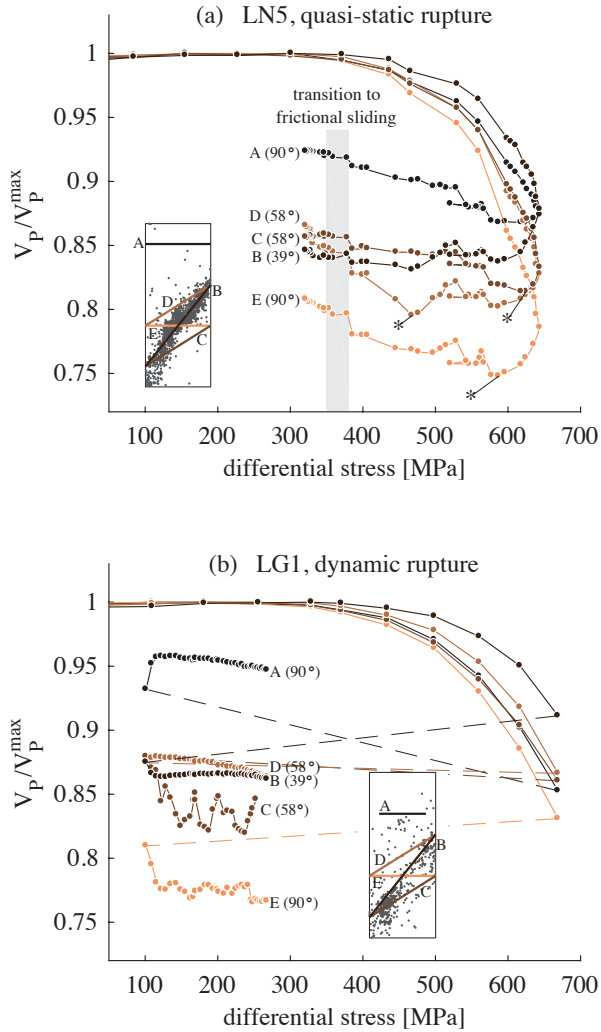 (a) LN5, quasi-static rupture
1
0.95
0.9
0.85
0.8
0.75
V_P/V_P^max
transition to
frictional sliding
A (90°)
D (58°)
C (58°)
B (39°)
E (90°)
A
D
B
E
C
*
*
*
100 200 300 400 500 600 700
differential stress [MPa]
(b) LG1, dynamic rupture
1
0.95
0.9
0.85
0.8
0.75
V_P/V_P^max
A (90°)
D (58°)
B (39°)
C (58°)
E (90°)
A
B
D
E
C
100 200 300 400 500 600 700
differential stress [MPa]